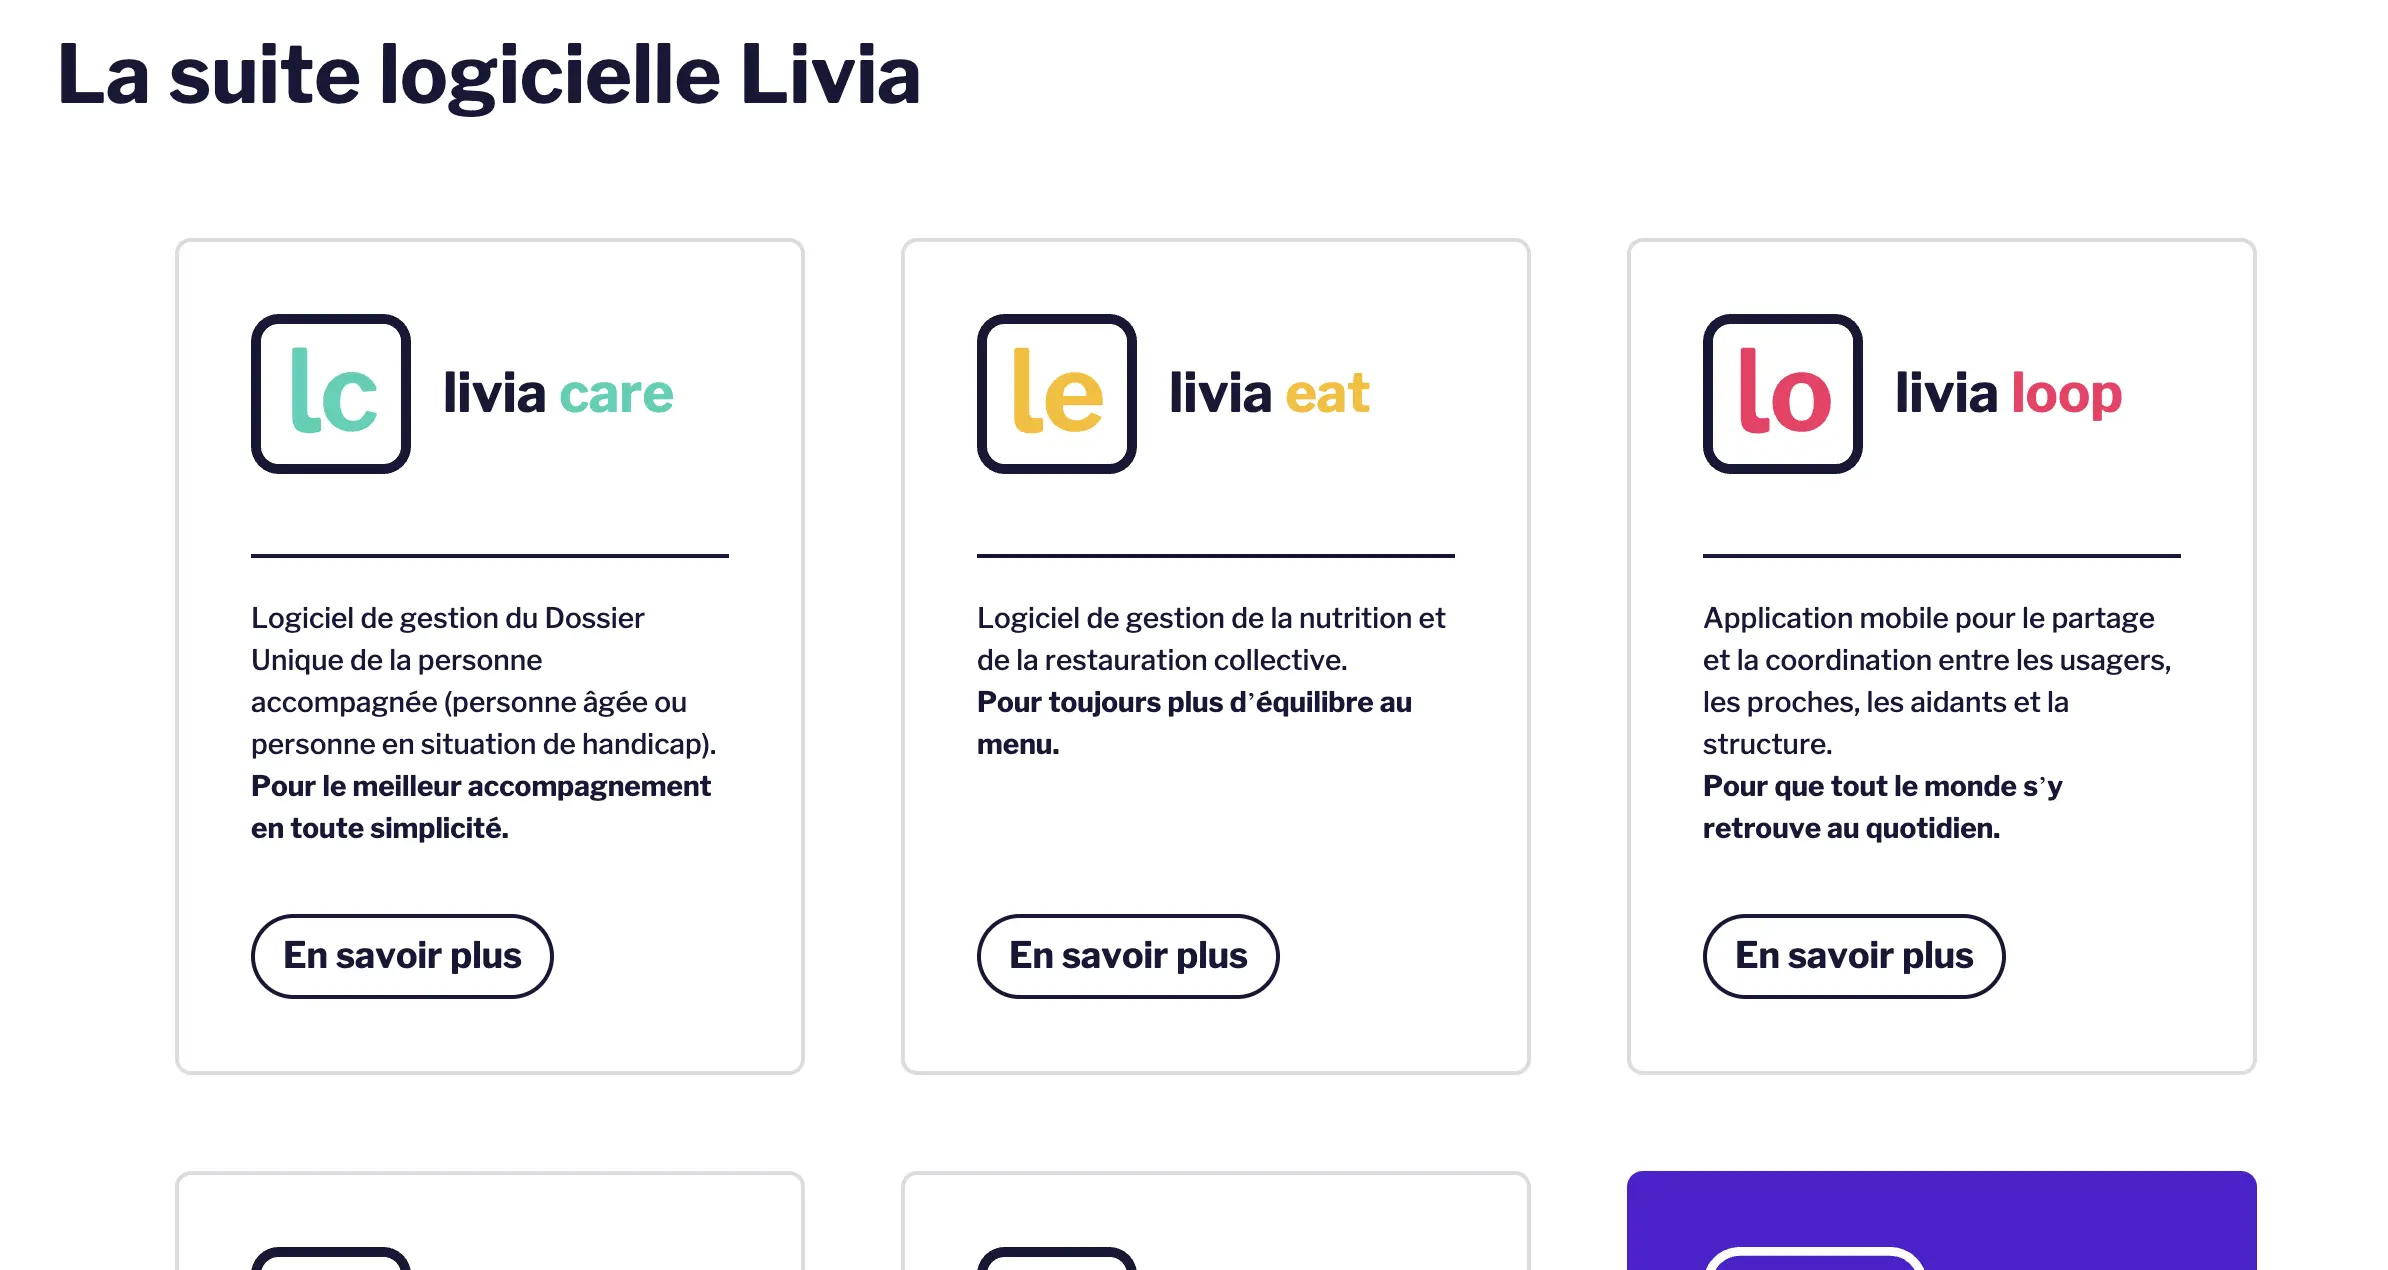 La suite logicielle Livia
lc
livia care
Logiciel de gestion du Dossier
Unique de la personne
accompagnée (personne âgée ou
personne en situation de handicap).
Pour le meilleur accompagnement
en toute simplicité.
En savoir plus
le
livia eat
Logiciel de gestion de la nutrition et
de la restauration collective.
Pour toujours plus d’équilibre au
menu.
En savoir plus
lo
livia loop
Application mobile pour le partage
et la coordination entre les usagers,
les proches, les aidants et la
structure.
Pour que tout le monde s’y
retrouve au quotidien.
En savoir plus